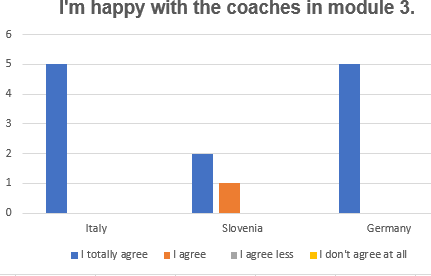 I'm happy with the coaches in module 3.
6
5
4
3
2
1
0
Italy Slovenia Germany
I totally agree I agree I agree less I don't agree at all